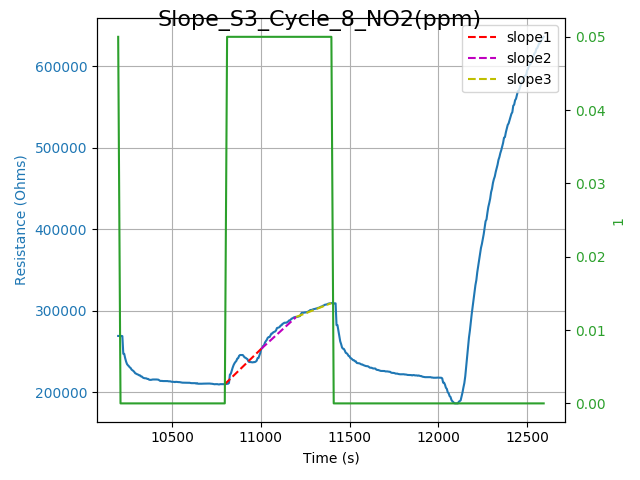 Slope_S3_Cycle_8_NO2(ppm)
slope1
slope2
slope3
600000
500000
400000
300000
200000
Resistance (Ohms)
0.05
0.04
0.03
0.02
0.01
0.00
1
10500 11000 11500 12000 12500
Time (s)